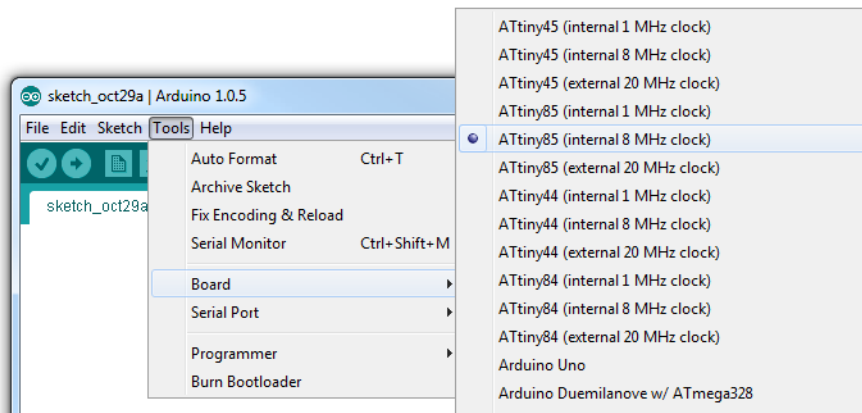 sketch_oct29a | Arduino 1.0.5
File Edit Sketch Tools Help
sketch_oct29a
Auto Format Ctrl+T
Archive Sketch
Fix Encoding & Reload
Serial Monitor Ctrl+Shift+M
Board
Serial Port
Programmer
Burn Bootloader
ATtiny45 (internal 1 MHz clock)
ATtiny45 (internal 8 MHz clock)
ATtiny45 (external 20 MHz clock)
ATtiny85 (internal 1 MHz clock)
ATtiny85 (internal 8 MHz clock)
ATtiny85 (external 20 MHz clock)
ATtiny44 (internal 1 MHz clock)
ATtiny44 (internal 8 MHz clock)
ATtiny44 (external 20 MHz clock)
ATtiny84 (internal 1 MHz clock)
ATtiny84 (internal 8 MHz clock)
ATtiny84 (external 20 MHz clock)
Arduino Uno
Arduino Duemilanove w/ ATmega328